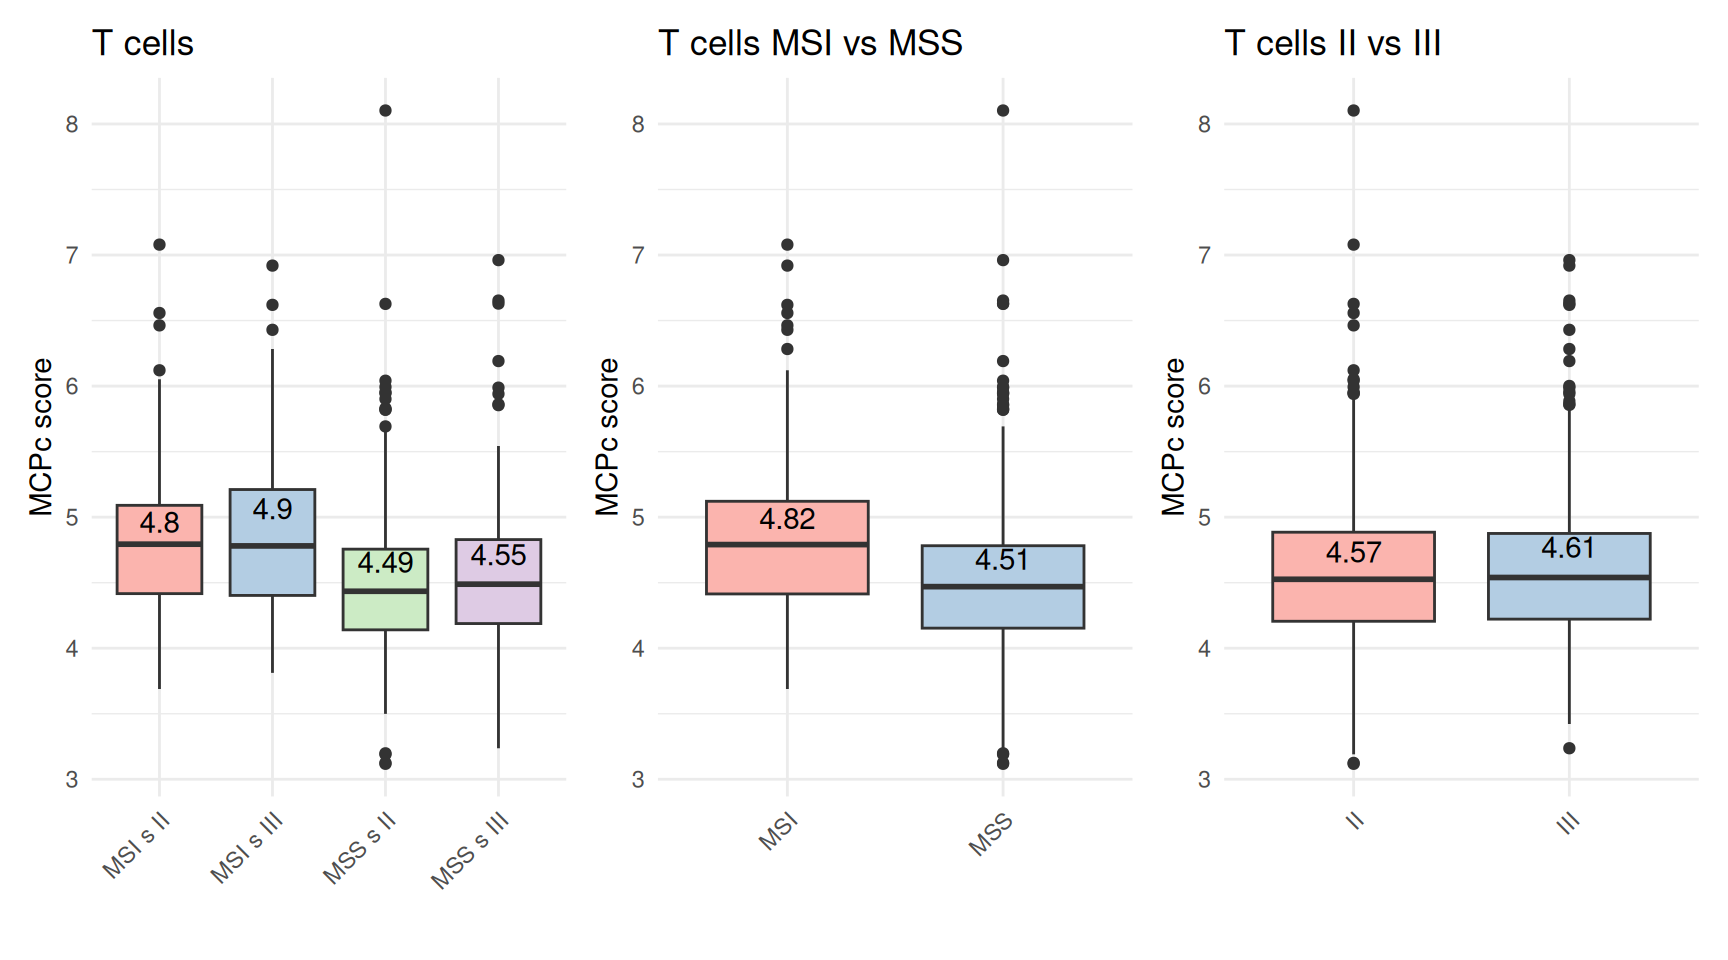 T cells
8
7
6
5
4
3
MCPc score
4.8
4.9
4.49
4.55
MSI s II
MSI s III
MSS s II
MSS s III
T cells MSI vs MSS
8
7
6
5
4
3
MCPc score
4.82
4.51
MSI
MSS
T cells II vs III
8
7
6
5
4
3
MCPc score
4.57
4.61
II
III